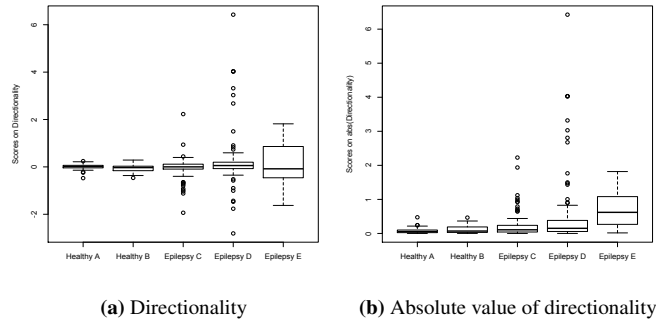 Scores on Directionality
6
4
2
0
-2
Healthy A Healthy B Epilepsy C Epilepsy D Epilepsy E
(a) Directionality
Scores on abs(Directionality)
6
5
4
3
2
1
0
Healthy A Healthy B Epilepsy C Epilepsy D Epilepsy E
(b) Absolute value of directionality